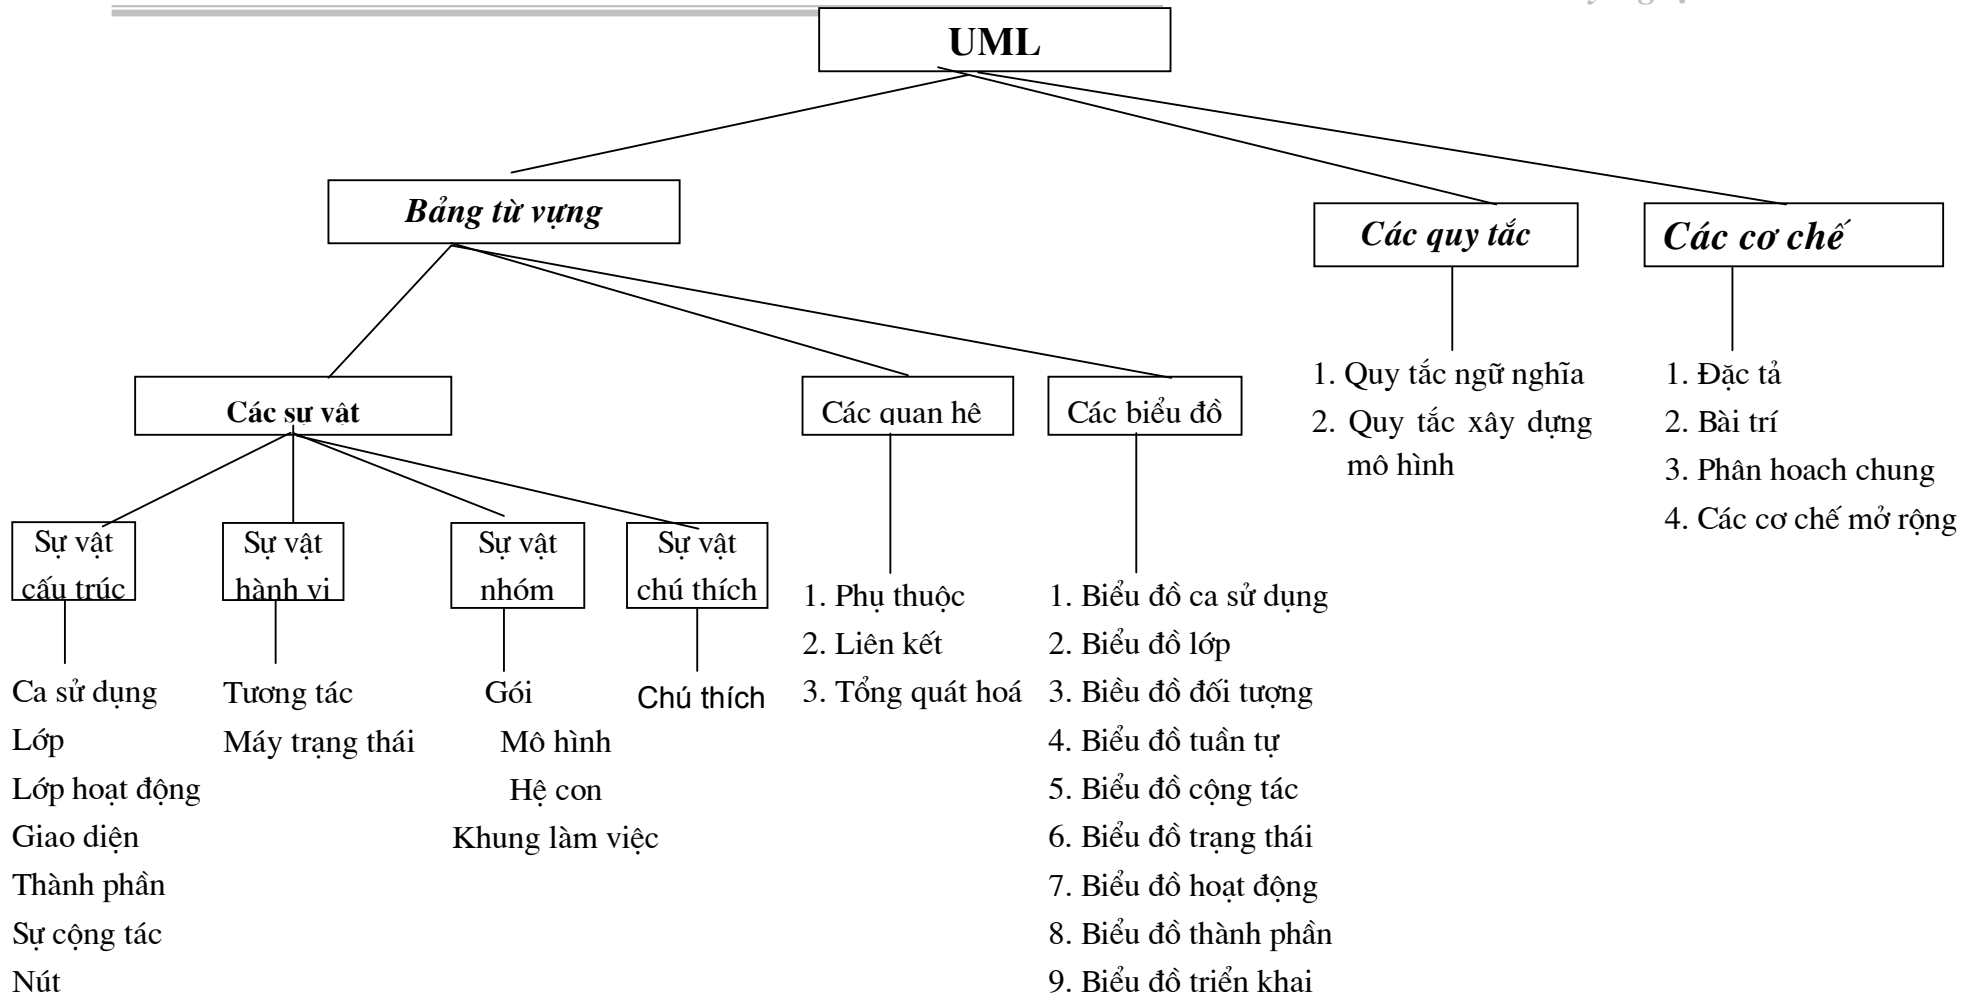 UML
Bảng từ vựng
Các quy tắc
Các cơ chế
Các sự vật
Các quan hê
Các biểu đồ
1. Quy tắc ngữ nghĩa
2. Quy tắc xây dựng
mô hình
1. Đặc tả
2. Bài trí
3. Phân hoach chung
4. Các cơ chế mở rộng
Sự vật
cấu trúc
Sự vật
hành vi
Sự vật
nhóm
Sự vật
chú thích
Ca sử dụng
Lớp
Lớp hoạt động
Giao diện
Thành phần
Sự cộng tác
Nút
Tương tác
Máy trạng thái
Gói
Mô hình
Hệ con
Khung làm việc
Chú thích
1. Phụ thuộc
2. Liên kết
3. Tổng quát hoá
1. Biểu đồ ca sử dụng
2. Biểu đồ lớp
3. Biều đồ đối tượng
4. Biểu đồ tuần tự
5. Biểu đồ cộng tác
6. Biểu đồ trạng thái
7. Biểu đồ hoạt động
8. Biểu đồ thành phần
9. Biểu đồ triển khai